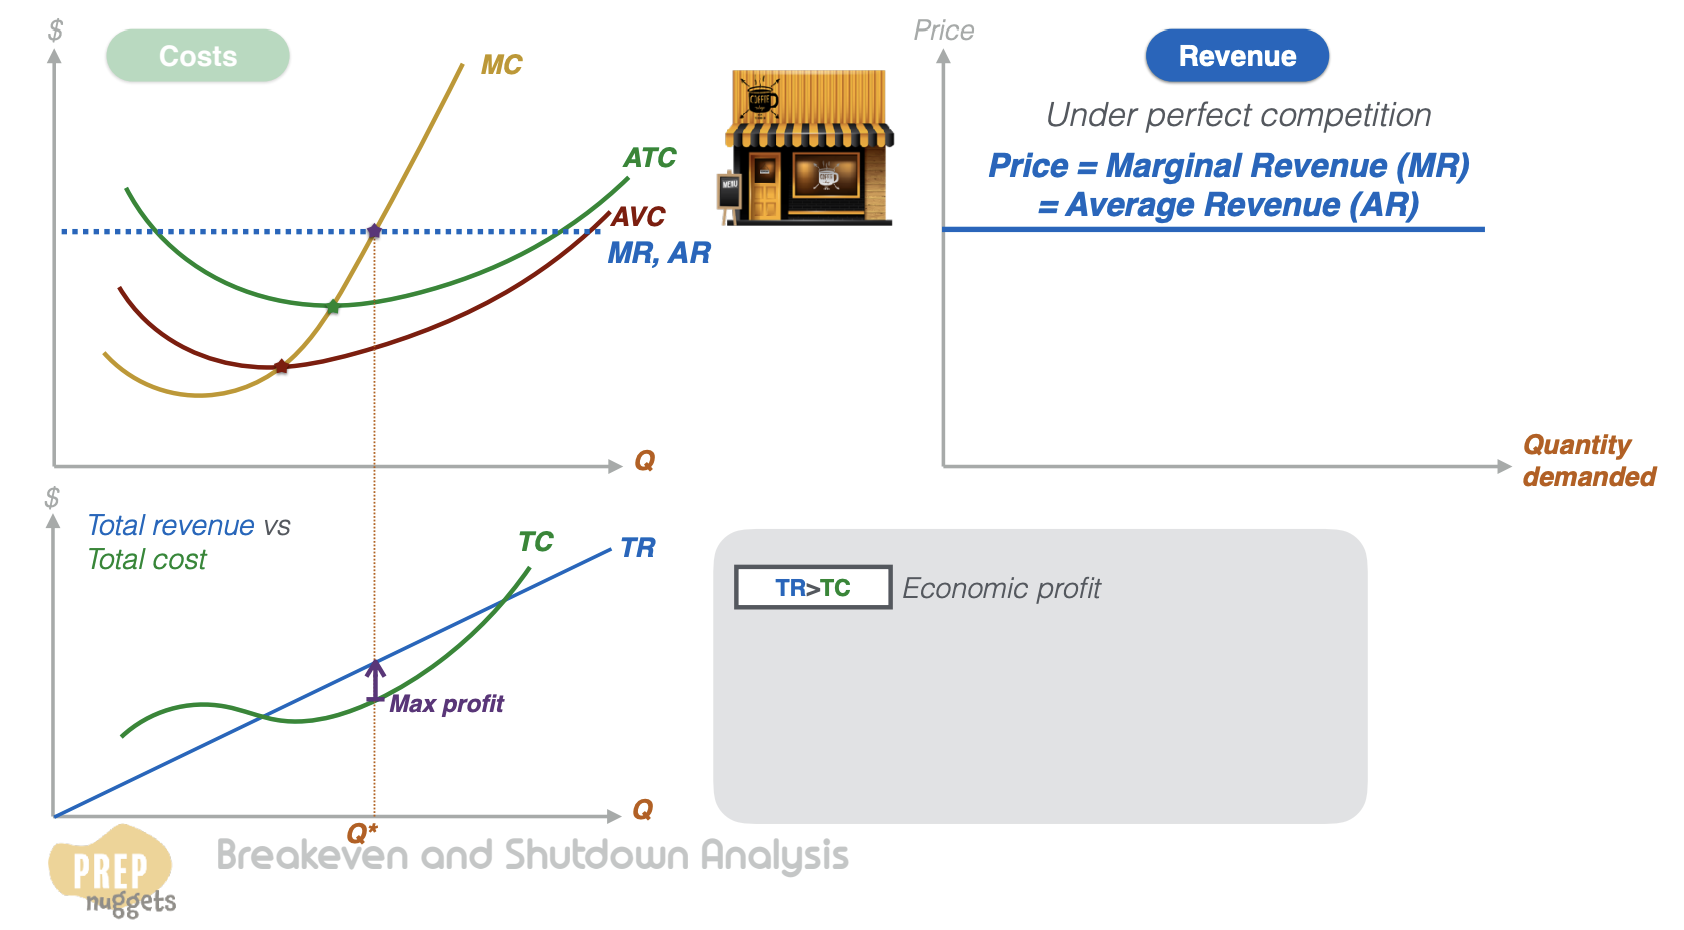 $
Costs
MC
ATC
AVC
MR, AR
Q
COFFEE
MENU
Price
Revenue
Under perfect competition
Price = Marginal Revenue (MR)
= Average Revenue (AR)
Quantity
demanded
$
Total revenue vs
Total cost
TC
TR
Max profit
Q
Q*
TR>TC
Economic profit
PREP
nuggets
Breakeven and Shutdown Analysis